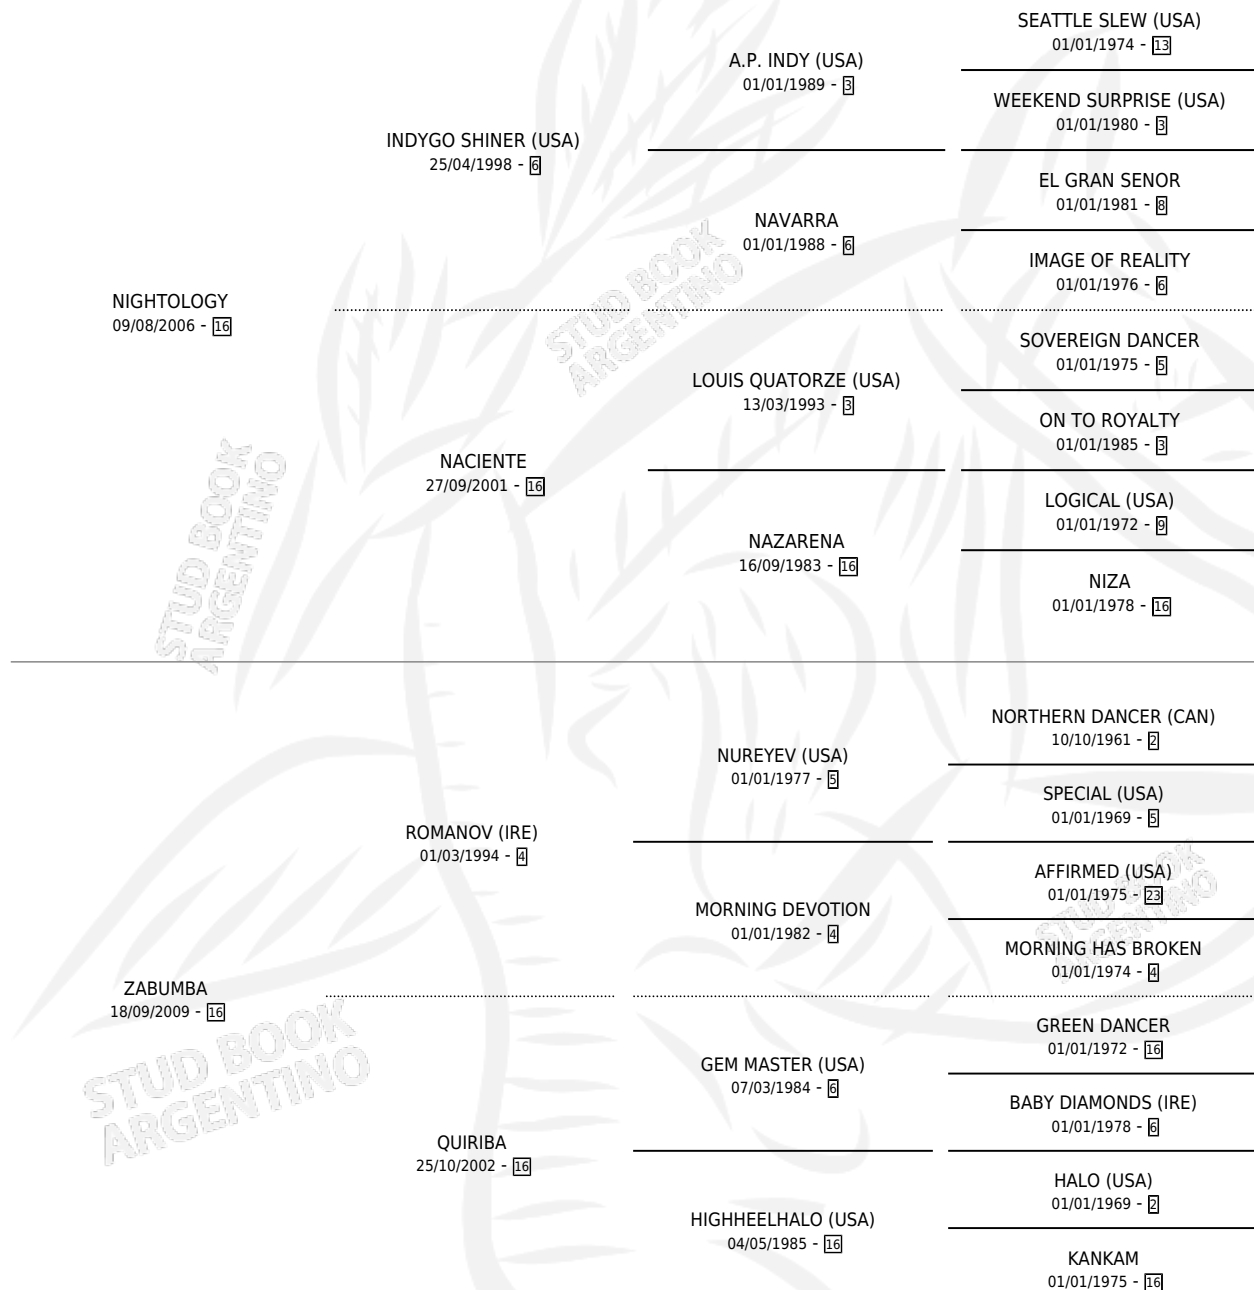 SEATTLE SLEW (USA)
01/01/1974 - 13
A.P. INDY (USA)
01/01/1989 - 3
WEEKEND SURPRISE (USA)
01/01/1980 - 3
INDYGO SHINER (USA)
25/04/1998 - 6
EL GRAN SENOR
01/01/1981 - 8
NAVARRA
01/01/1988 - 6
IMAGE OF REALITY
01/01/1976 - 6
NIGHTOLOGY
09/08/2006 - 16
SOVEREIGN DANCER
01/01/1975 - 5
LOUIS QUATORZE (USA)
13/03/1993 - 3
ON TO ROYALTY
01/01/1985 - 3
NACIENTE
27/09/2001 - 16
LOGICAL (USA)
01/01/1972 - 9
NAZARENA
16/09/1983 - 16
NIZA
01/01/1978 - 16
STUD BOOK
ARGENTINO
STUD BOOK
ARGENTINO
NORTHERN DANCER (CAN)
10/10/1961 - 2
NUREYEV (USA)
01/01/1977 - 5
SPECIAL (USA)
01/01/1969 - 5
ROMANOV (IRE)
01/03/1994 - 4
AFFIRMED (USA)
01/01/1975 - 23
MORNING DEVOTION
01/01/1982 - 4
MORNING HAS BROKEN
01/01/1974 - 4
ZABUMBA
18/09/2009 - 16
GREEN DANCER
01/01/1972 - 16
GEM MASTER (USA)
07/03/1984 - 6
BABY DIAMONDS (IRE)
01/01/1978 - 6
QUIRIBA
25/10/2002 - 16
HALO (USA)
01/01/1969 - 2
HIGHHEELHALO (USA)
04/05/1985 - 16
KANKAM
01/01/1975 - 16
STUD BOOK
ARGENTINO
STUD BOOK
ARGENTINO